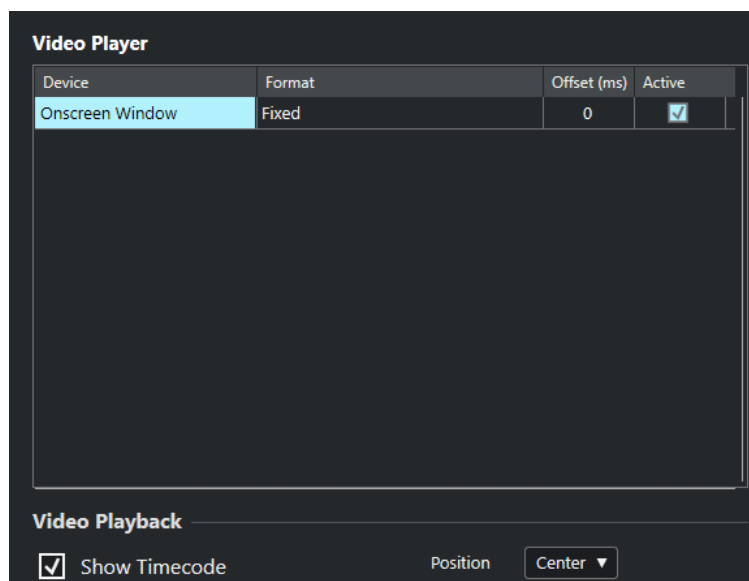 Video Player
Device Format Offset (ms) Active
Onscreen Window Fixed 0
Video Playback
Show Timecode Position Center